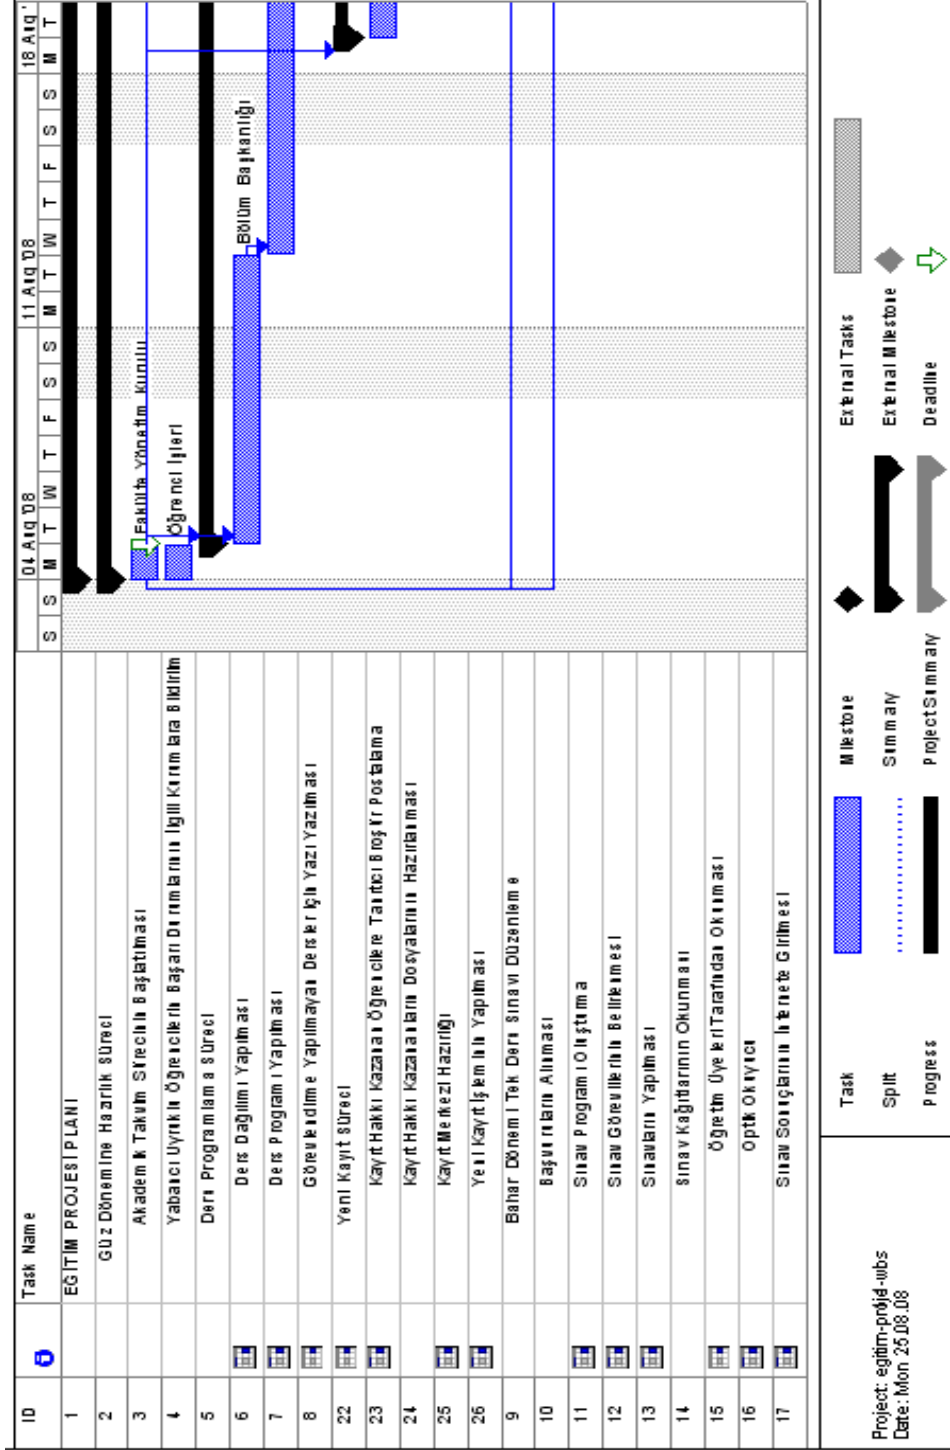 ID
Task Name
04 Aug '08
11 Aug '08
18 Aug '
S S M T W T F S S M T W T F S S M T
1 EĞİTİM PROJESİ PLANI
2 Güz Dönemine Hazırlık Süreci
3 Akademik Takvim Sürecinin Başlatılması
Fakülte Yönetim Kurulu
4 Yabancı Uyruklu Öğrencilerin Başarı Durumlarının İlgili Kurumlara Bildirim
Öğrenci İşleri
5 Ders Programlama Süreci
6 Ders Dağılımı Yapılması
Bölüm Başkanlığı
7 Ders Programı Yapılması
8 Görevlendirme Yapılmayan Dersler İçin Yazı Yazılması
22 Yeni Kayıt Süreci
23 Kayıt Hakkı Kazanan Öğrencilere Tanıtıcı Broşür Postalama
24 Kayıt Hakkı Kazananların Dosyalarının Hazırlanması
25 Kayıt Merkezi Hazırlığı
26 Yeni Kayıt İşleminin Yapılması
9 Bahar Dönemi Tek Ders Sınavı Düzenleme
10 Başvuruların Alınması
11 Sınav Programı Oluşturma
12 Sınav Görevlilerinin Belirlenmesi
13 Sınavların Yapılması
14 Sınav Kağıtlarının Okunması
15 Öğretim Üyeleri Tarafından Okunması
16 Optik Okuyucu
17 Sınav Sonuçlarının İnternete Girilmesi
Project: egitim-proje-wbs
Date: Mon 25.08.08
Task
Split
Progress
Milestone
Summary
Project Summary
External Tasks
External Milestone
Deadline